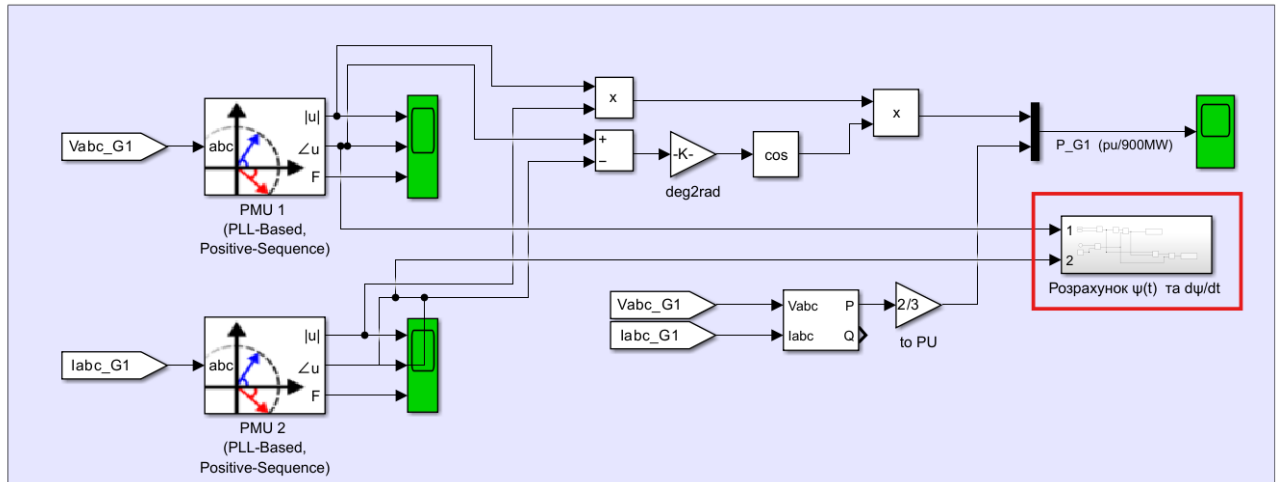 Vabc_G1
abc
|u|
∠u
F
PMU 1
(PLL-Based,
Positive-Sequence)
x
+
−
-K-
deg2rad
cos
x
P_G1 (pu/900MW)
1
2
Розрахунок ψ(t) та dψ/dt
Vabc_G1
Iabc_G1
Vabc
P
Iabc
Q
2/3
to PU
Iabc_G1
abc
|u|
∠u
F
PMU 2
(PLL-Based,
Positive-Sequence)